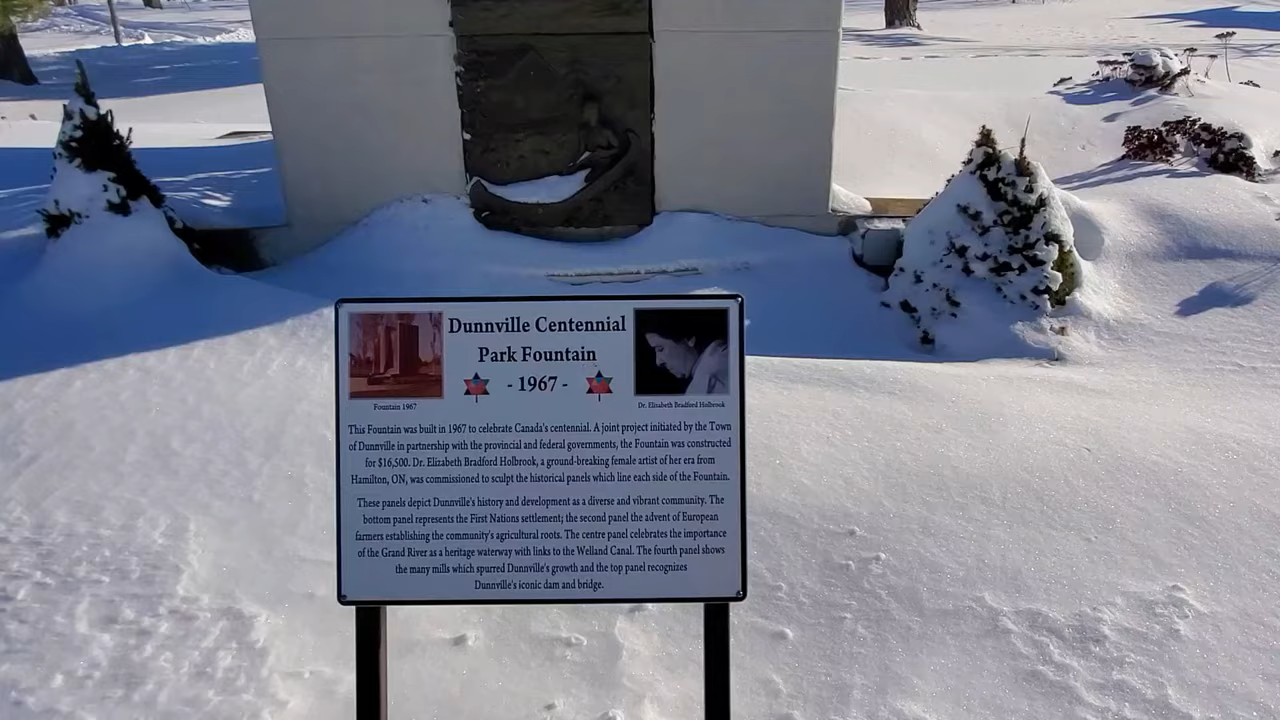 Dunnville Centennial
Park Fountain
- 1967 -
Fountain 1967
Dr. Elizabeth Bradford Holbrook
This Fountain was built in 1967 to celebrate Canada's centennial. A joint project initiated by the Town
of Dunnville in partnership with the provincial and federal governments, the Fountain was constructed
for $16,500. Dr. Elizabeth Bradford Holbrook, a ground-breaking female artist of her era from
Hamilton, ON, was commissioned to sculpt the historical panels which line each side of the Fountain.
These panels depict Dunnville's history and development as a diverse and vibrant community. The
bottom panel represents the First Nations settlement; the second panel the advent of European
farmers establishing the community's agricultural roots. The centre panel celebrates the importance
of the Grand River as a heritage waterway with links to the Welland Canal. The fourth panel shows
the many mills which spurred Dunnville's growth and the top panel recognizes
Dunnville's iconic dam and bridge.